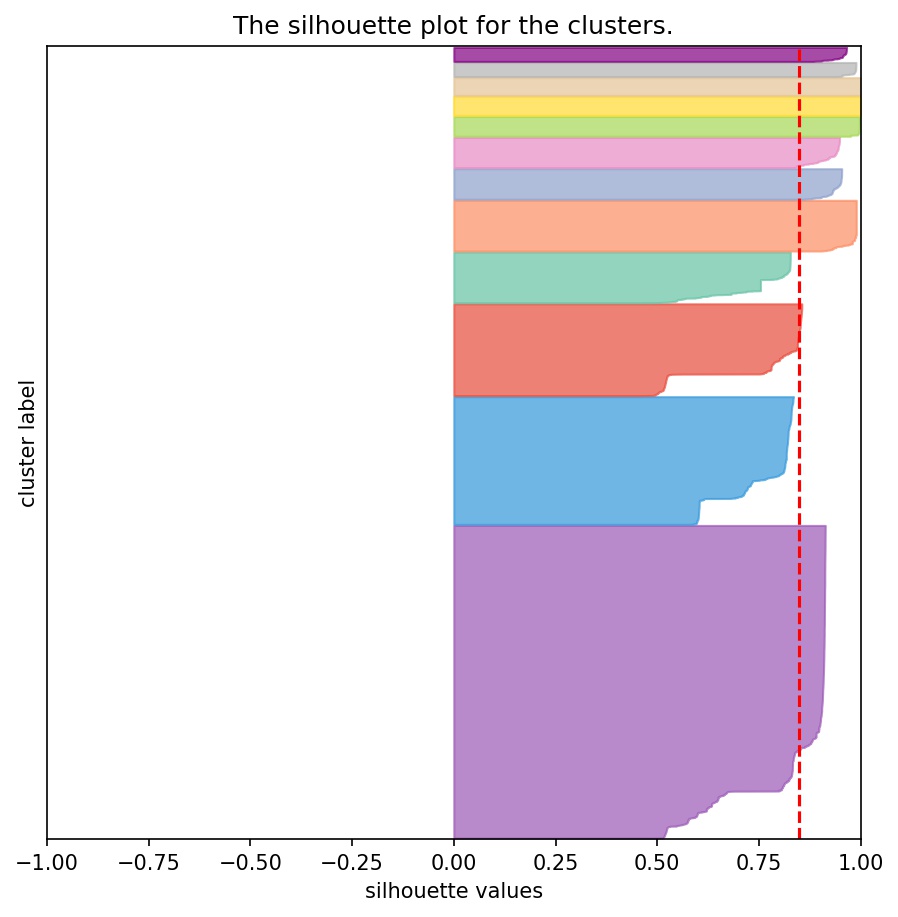 The silhouette plot for the clusters.
cluster label
−1.00 −0.75 −0.50 −0.25 0.00 0.25 0.50 0.75 1.00
silhouette values